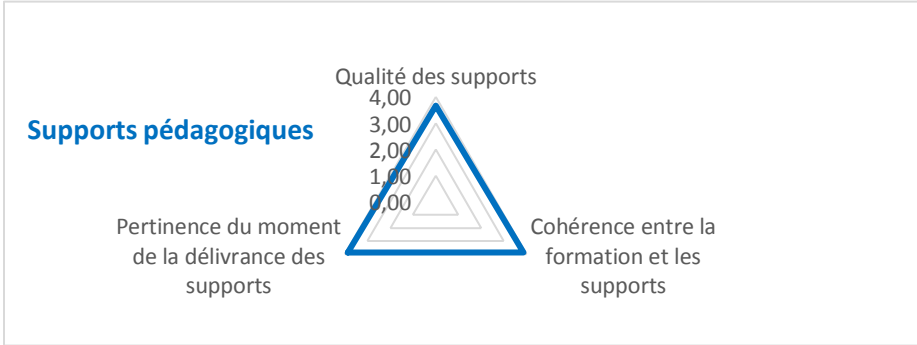 Supports pédagogiques
Qualité des supports
4,00
3,00
2,00
1,00
0,00
Cohérence entre la
formation et les
supports
Pertinence du moment
de la délivrance des
supports